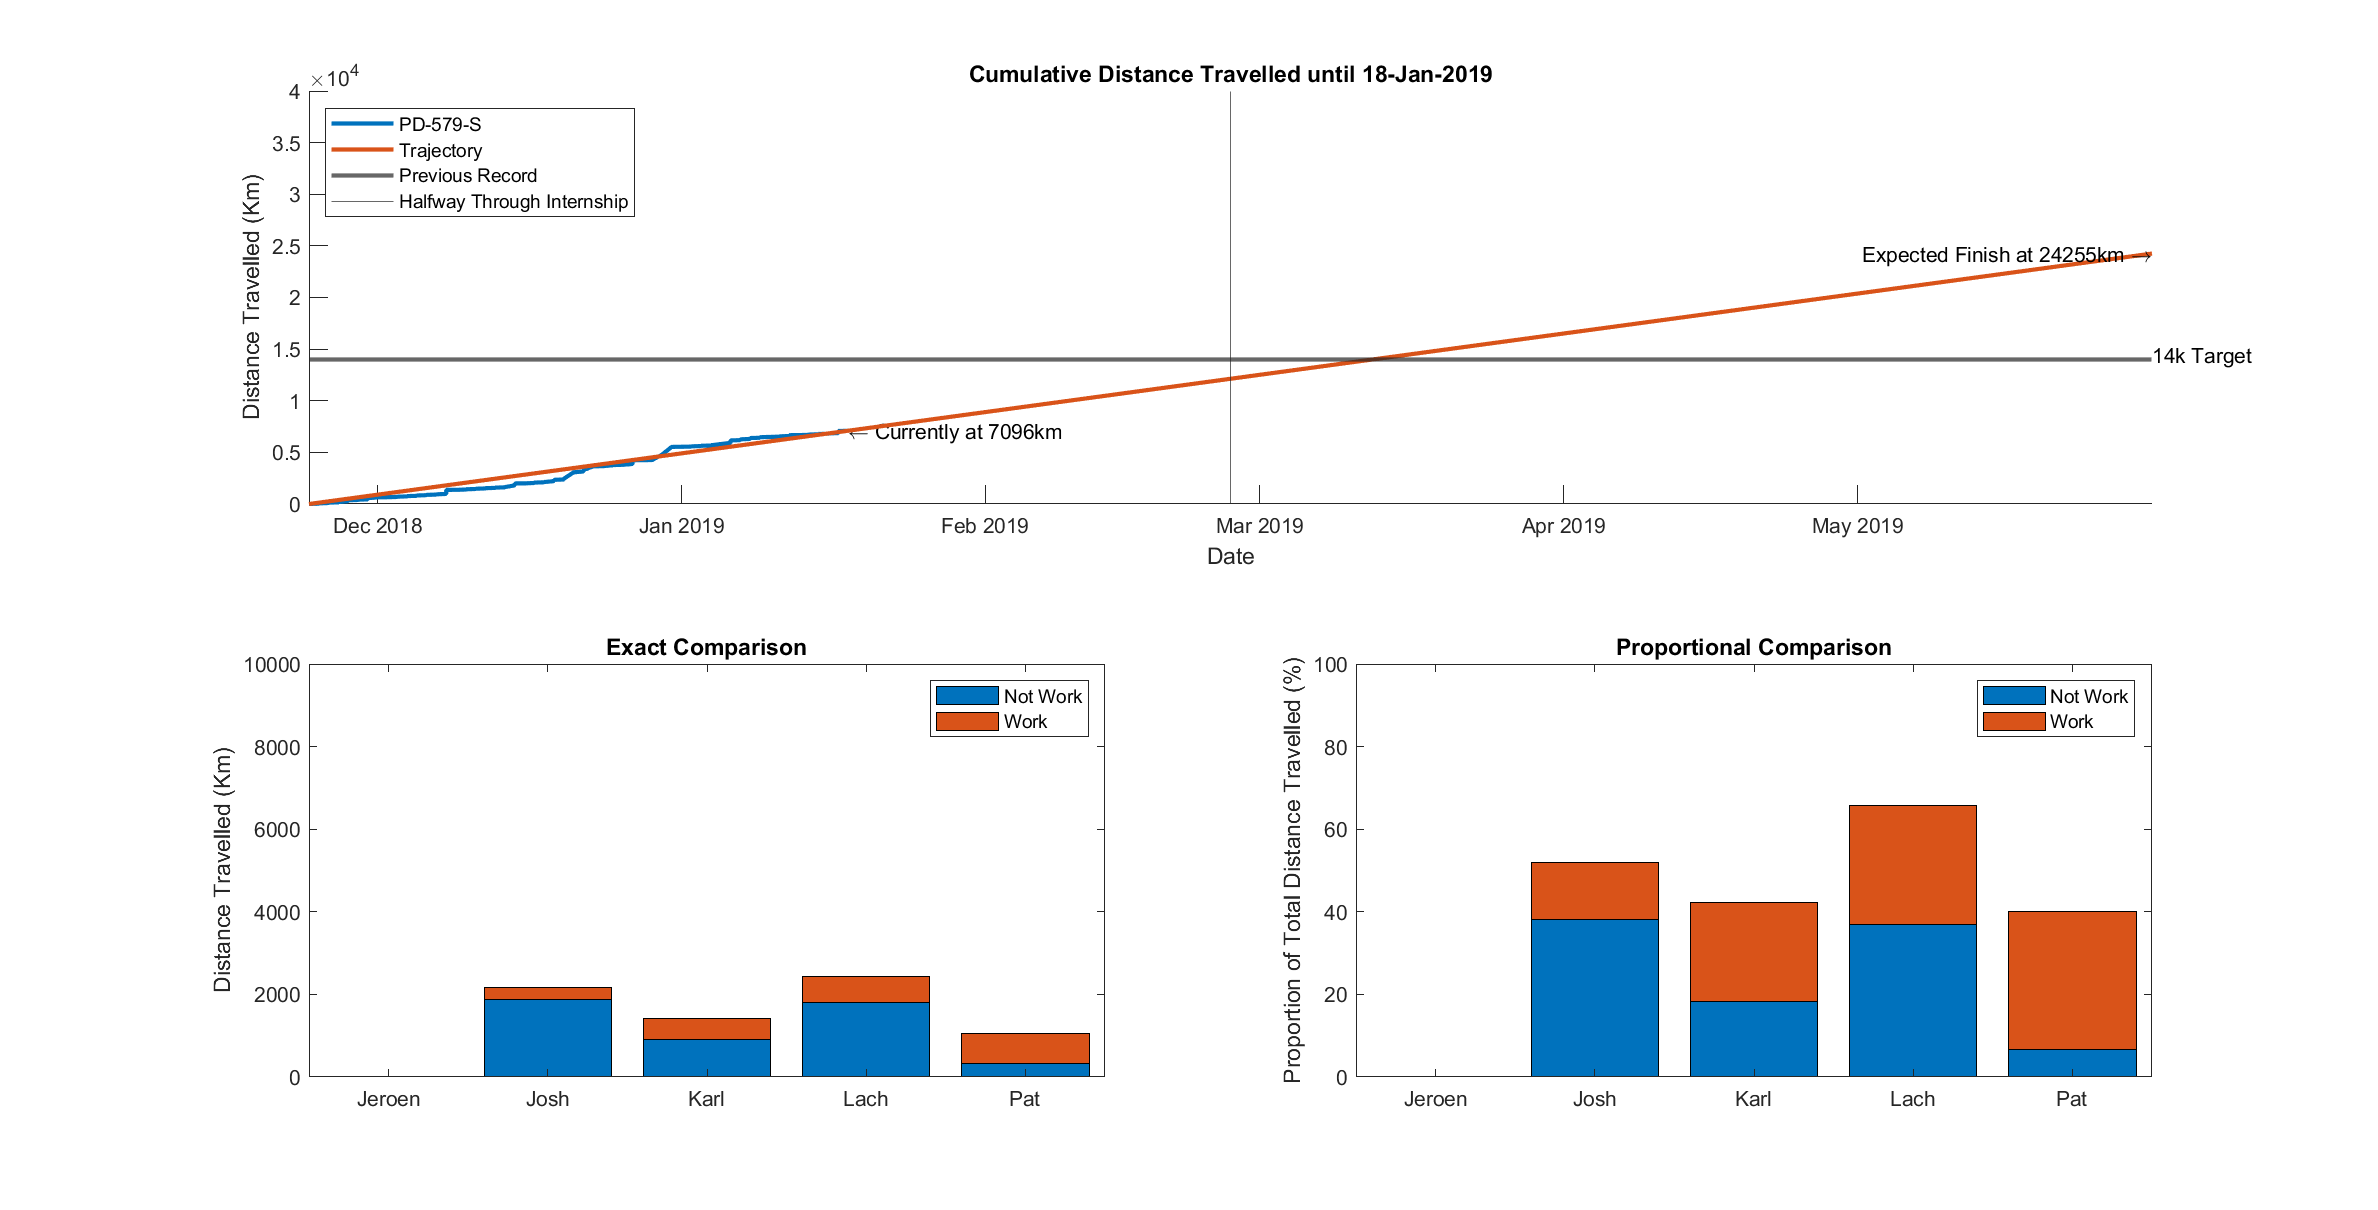 Cumulative Distance Travelled until 18-Jan-2019
×10^4
4
3.5
3
2.5
2
1.5
1
0.5
0
Distance Travelled (Km)
PD-579-S
Trajectory
Previous Record
Halfway Through Internship
Expected Finish at 24255km →
14k Target
← Currently at 7096km
Dec 2018
Jan 2019
Feb 2019
Mar 2019
Apr 2019
May 2019
Date
Exact Comparison
10000
8000
6000
4000
2000
0
Distance Travelled (Km)
Not Work
Work
Jeroen
Josh
Karl
Lach
Pat
Proportional Comparison
100
80
60
40
20
0
Proportion of Total Distance Travelled (%)
Not Work
Work
Jeroen
Josh
Karl
Lach
Pat